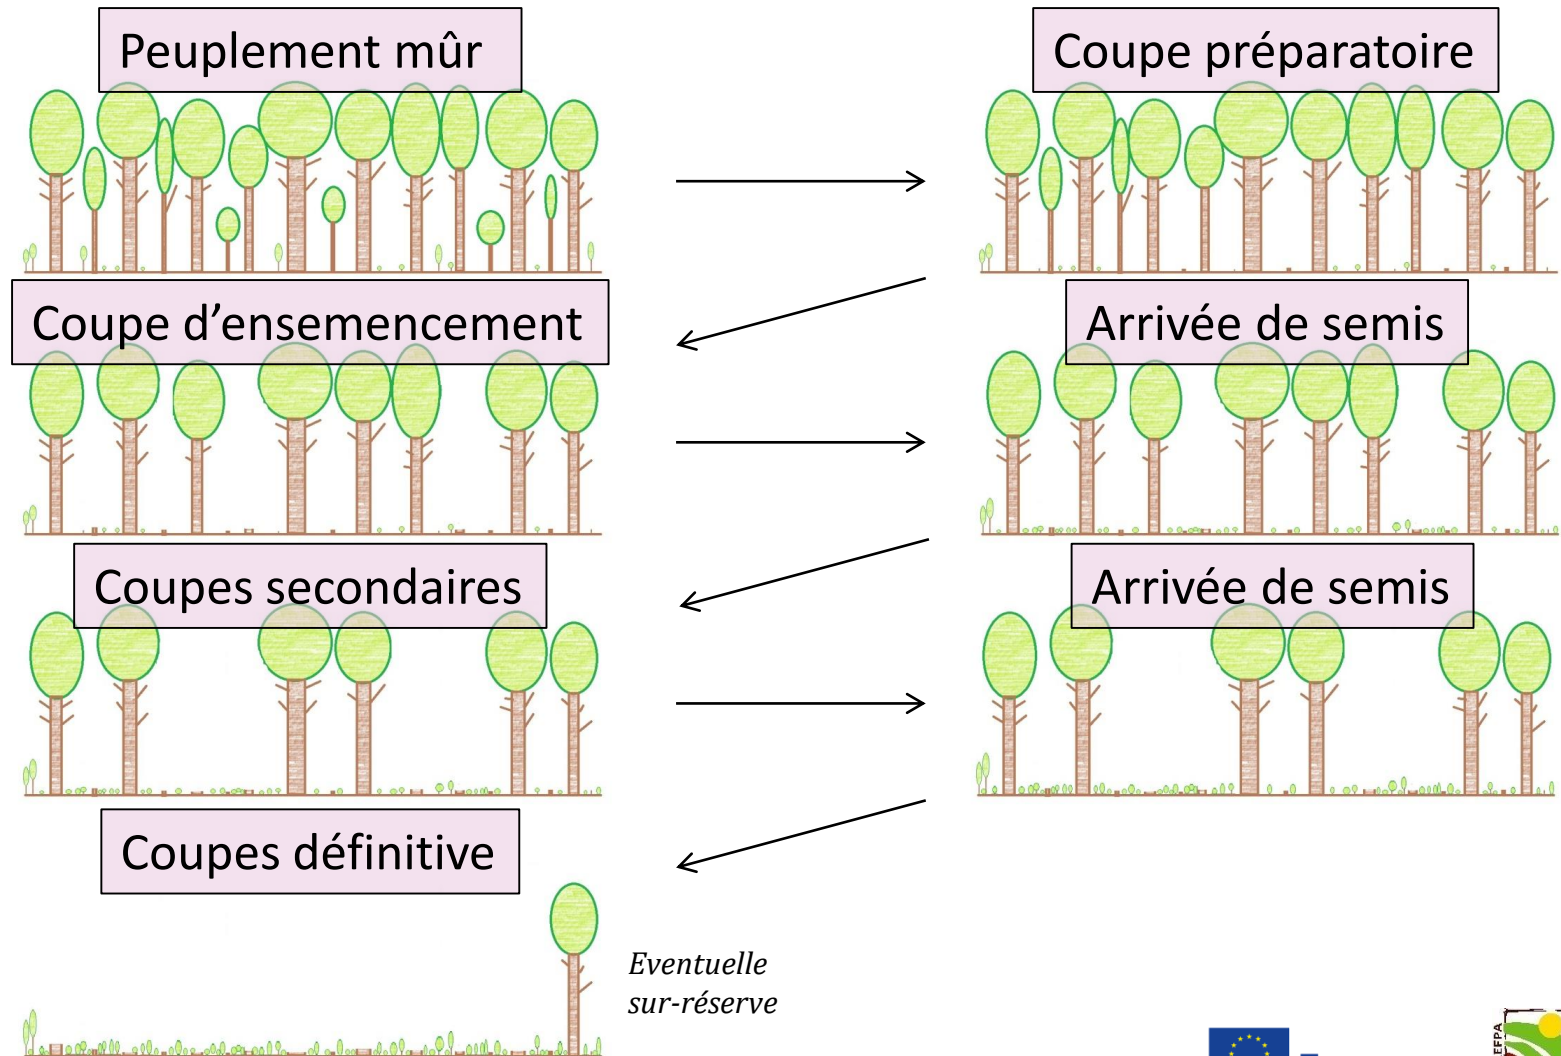 Peuplement mûr
Coupe préparatoire
Coupe d’ensemencement
Arrivée de semis
Coupes secondaires
Arrivée de semis
Coupes définitive
Eventuelle
sur-réserve
EFPA